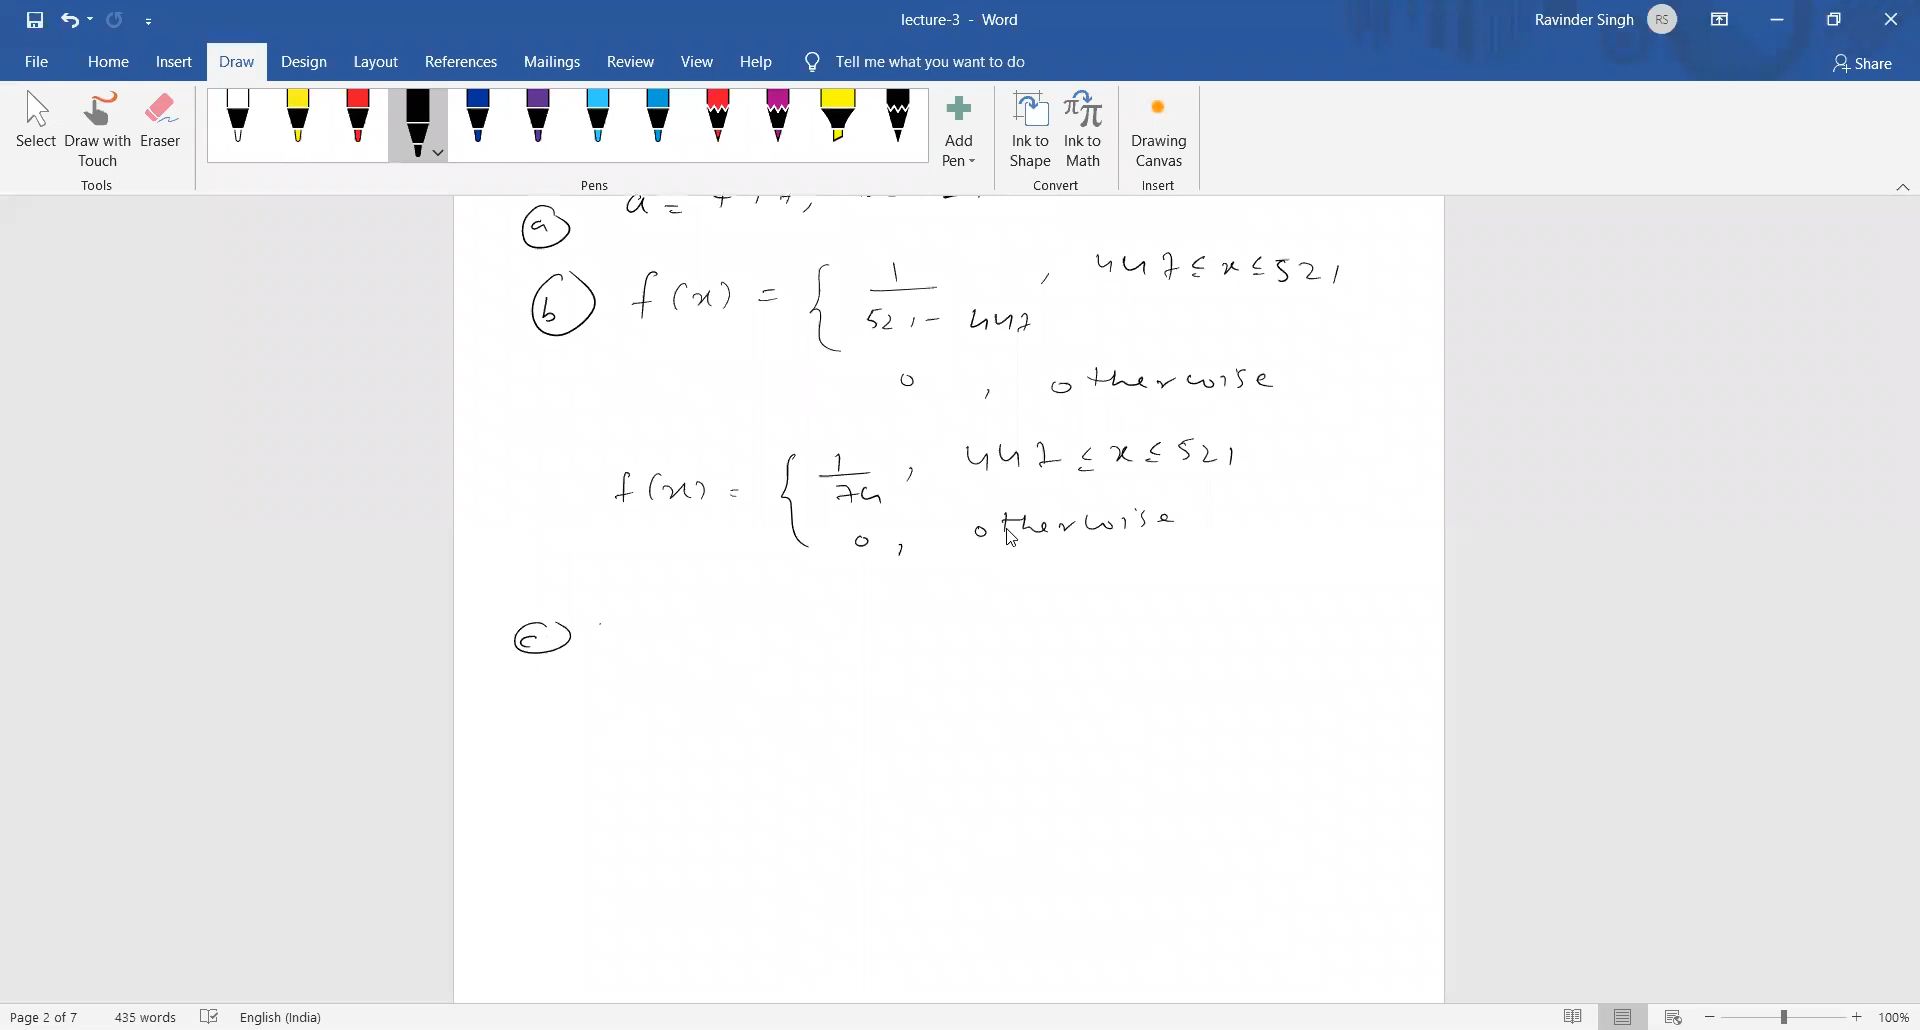 lecture-3 - Word
Ravinder Singh RS
File Home Insert Draw Design Layout References Mailings Review View Help Tell me what you want to do Share
Select Draw with Touch Eraser
Add Pen
Ink to Shape Ink to Math
Drawing Canvas
Tools Pens Convert Insert
a a =
b f(x) = { 1 / 521 - 447 , 447 ≤ x ≤ 521
0 , otherwise
f(x) = { 1 / 74 , 447 ≤ x ≤ 521
0 , otherwise
c
Page 2 of 7 435 words English (India) 100%